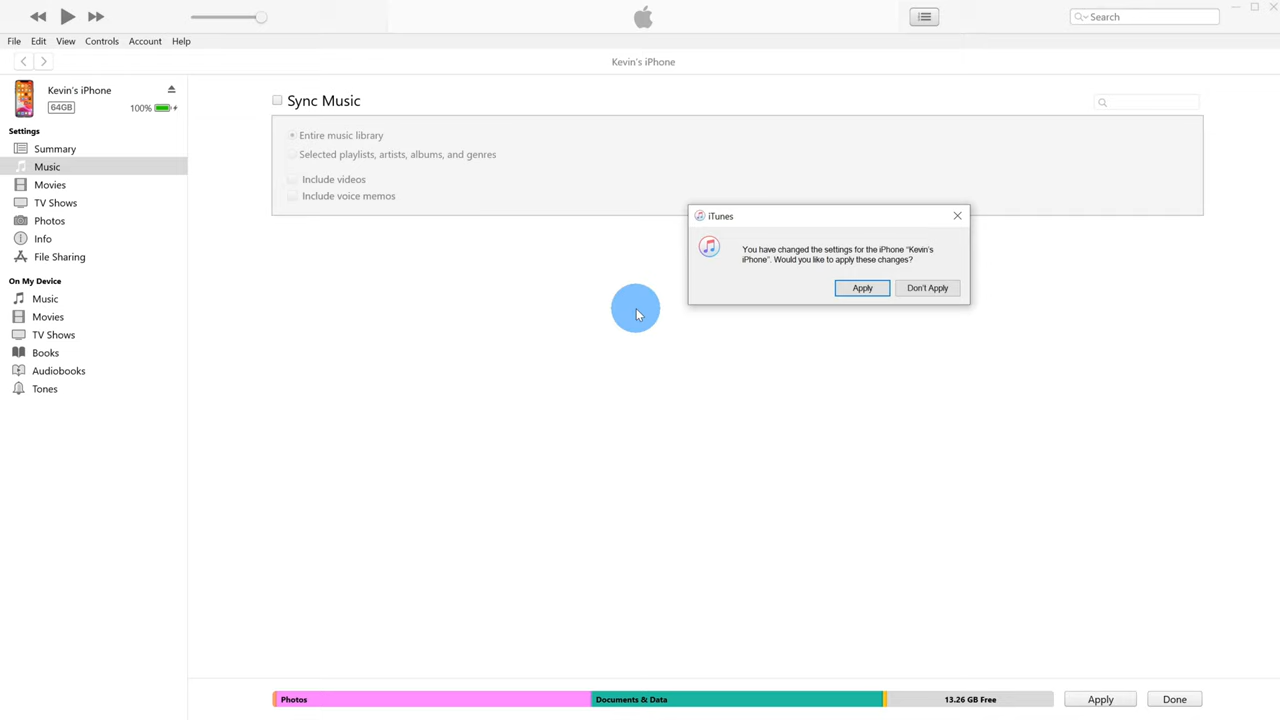 Search
File Edit View Controls Account Help
Kevin's iPhone
Kevin's iPhone
64GB
100%
Settings
Summary
Music
Movies
TV Shows
Photos
Info
File Sharing
On My Device
Music
Movies
TV Shows
Books
Audiobooks
Tones
Sync Music
Entire music library
Selected playlists, artists, albums, and genres
Include videos
Include voice memos
iTunes
You have changed the settings for the iPhone “Kevin's
iPhone”. Would you like to apply these changes?
Apply Don't Apply
Photos Documents & Data 13.26 GB Free Apply Done